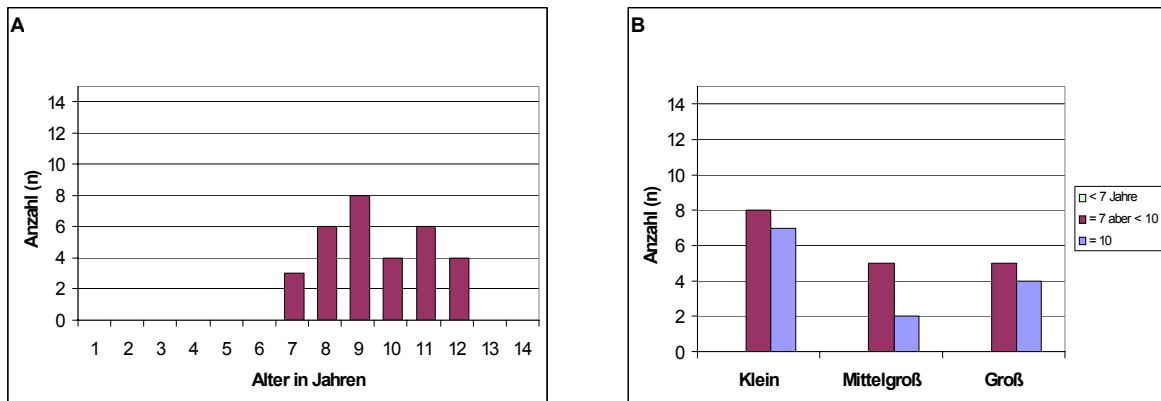 A
Anzahl (n)
14
12
10
8
6
4
2
0
1 2 3 4 5 6 7 8 9 10 11 12 13 14
Alter in Jahren
B
Anzahl (n)
14
12
10
8
6
4
2
0
Klein Mittelgroß Groß
< 7 Jahre
= 7 aber < 10
= 10